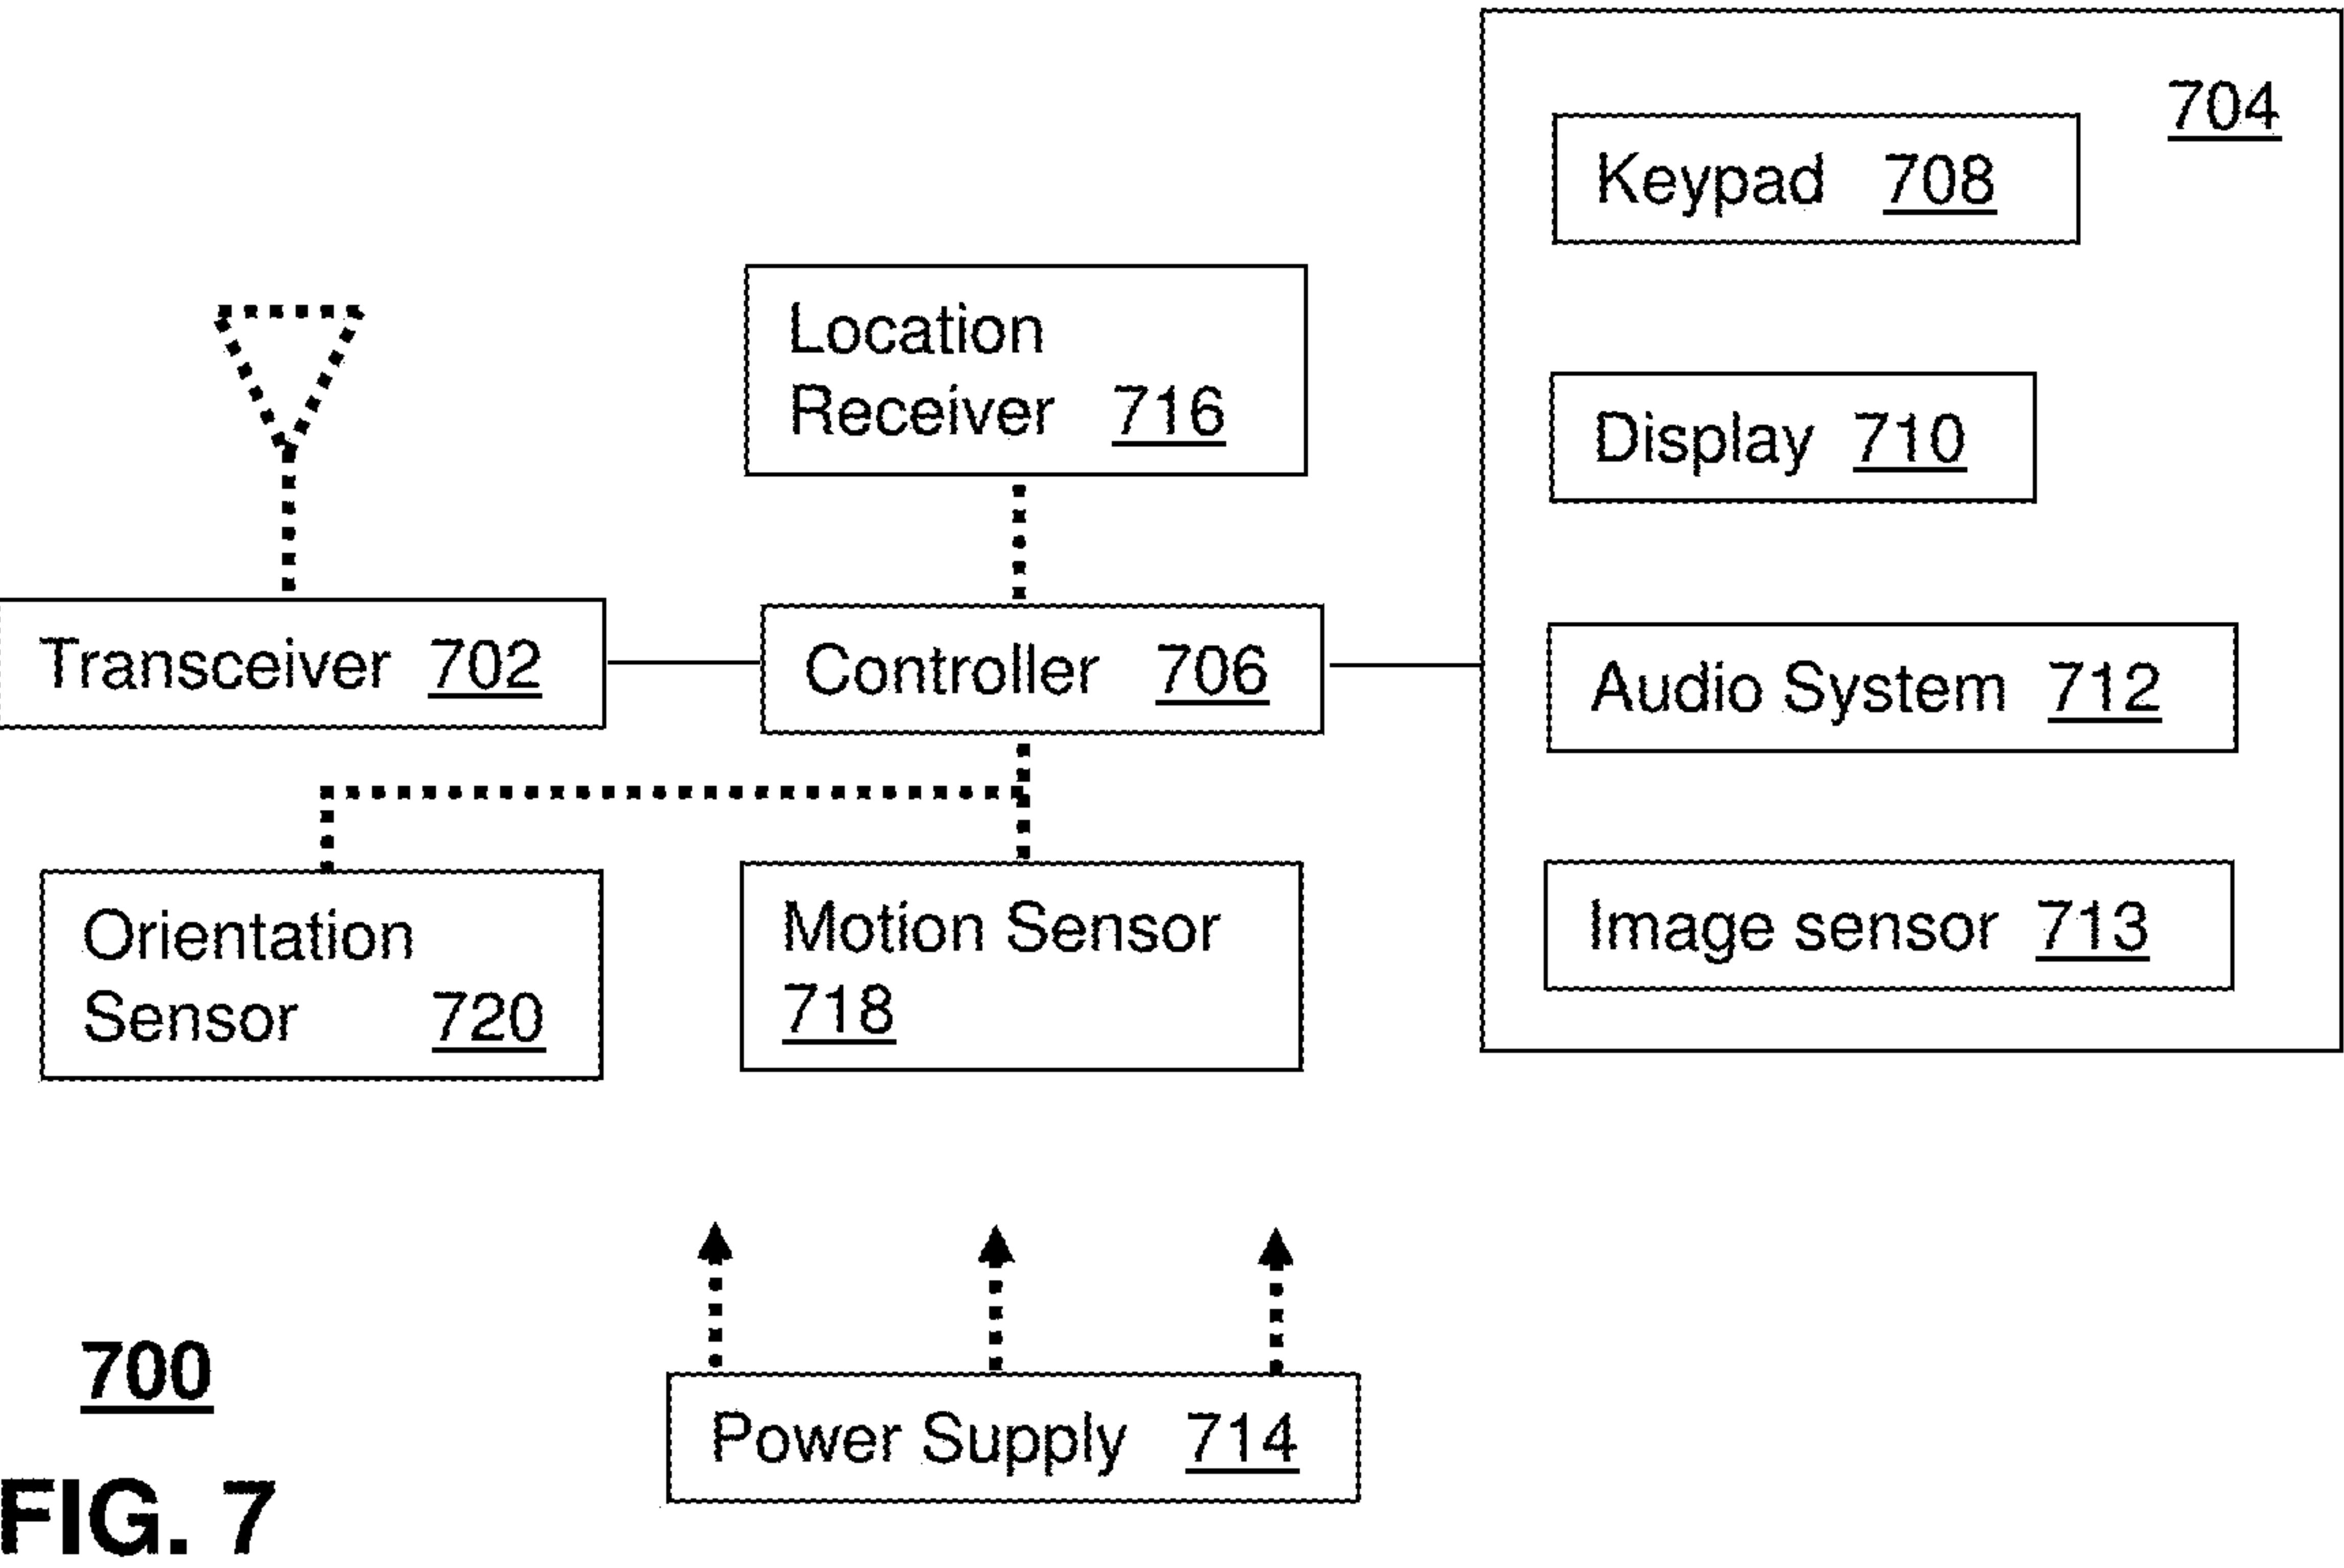 704
Keypad 708
Location
Receiver 716
Display 710
Transceiver 702
Controller 706
Audio System 712
Orientation
Sensor 720
Motion Sensor
718
Image sensor 713
700
Power Supply 714
FIG. 7